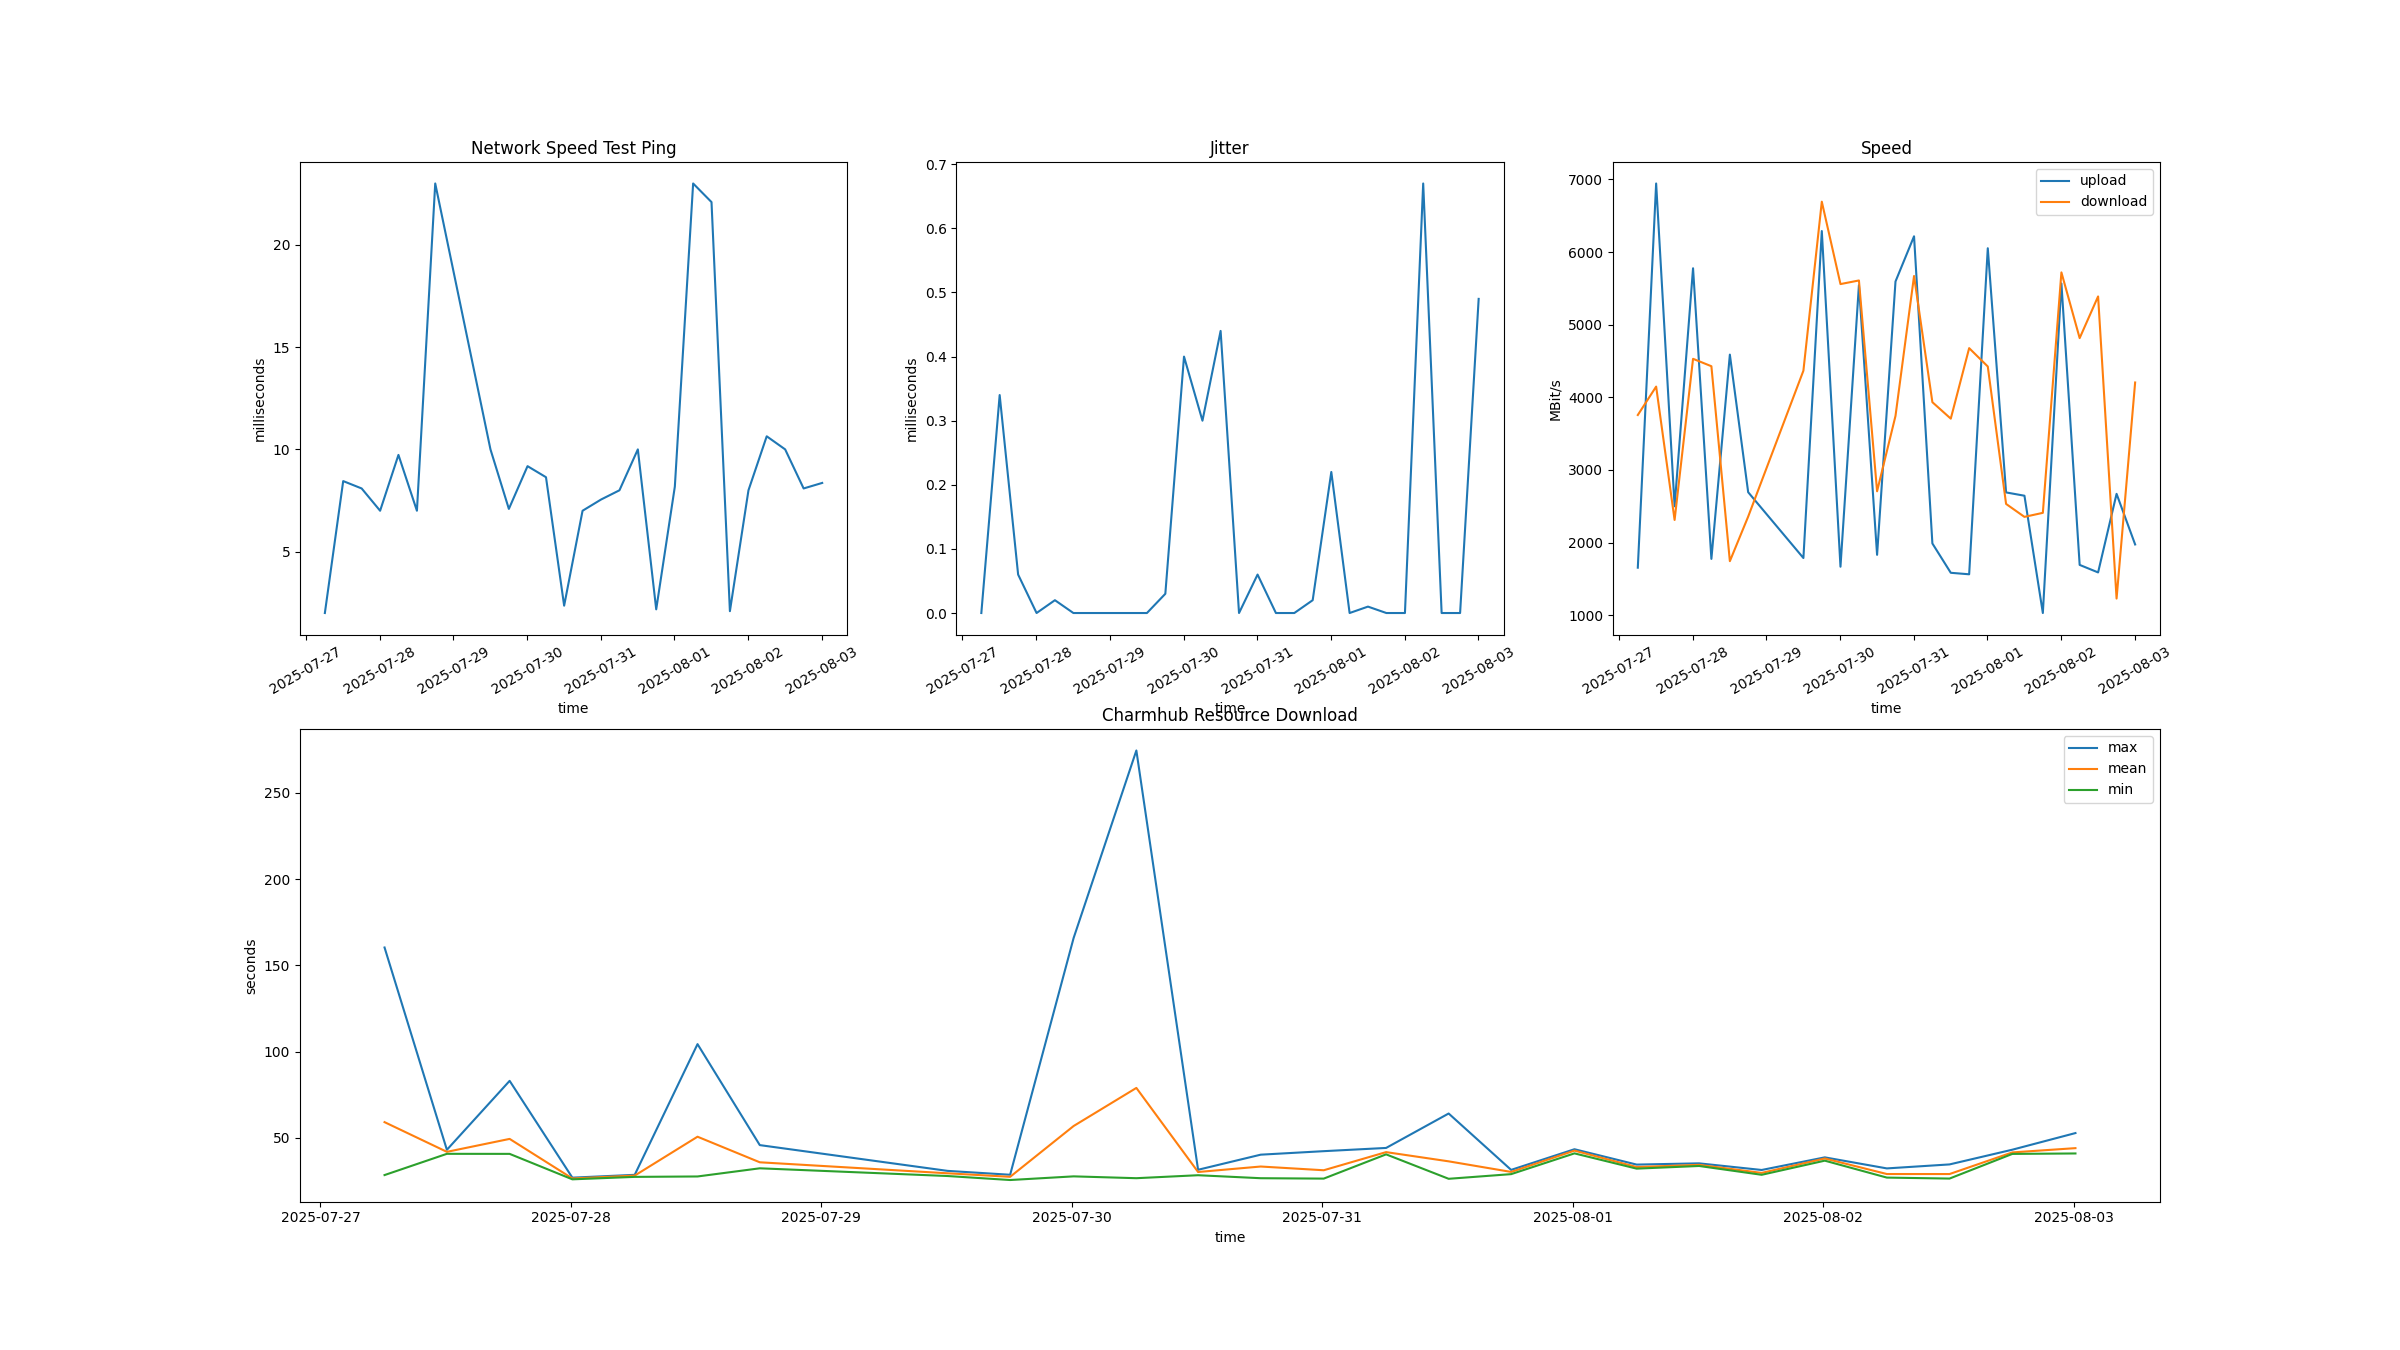 Network Speed Test Ping
milliseconds
20
15
10
5
2025-07-27 2025-07-28 2025-07-29 2025-07-30 2025-07-31 2025-08-01 2025-08-02 2025-08-03
time
Jitter
milliseconds
0.7
0.6
0.5
0.4
0.3
0.2
0.1
0.0
2025-07-27 2025-07-28 2025-07-29 2025-07-30 2025-07-31 2025-08-01 2025-08-02 2025-08-03
time
Speed
MBit/s
7000
6000
5000
4000
3000
2000
1000
upload
download
2025-07-27 2025-07-28 2025-07-29 2025-07-30 2025-07-31 2025-08-01 2025-08-02 2025-08-03
time
Charmhub Resource Download
seconds
250
200
150
100
50
max
mean
min
2025-07-27 2025-07-28 2025-07-29 2025-07-30 2025-07-31 2025-08-01 2025-08-02 2025-08-03
time